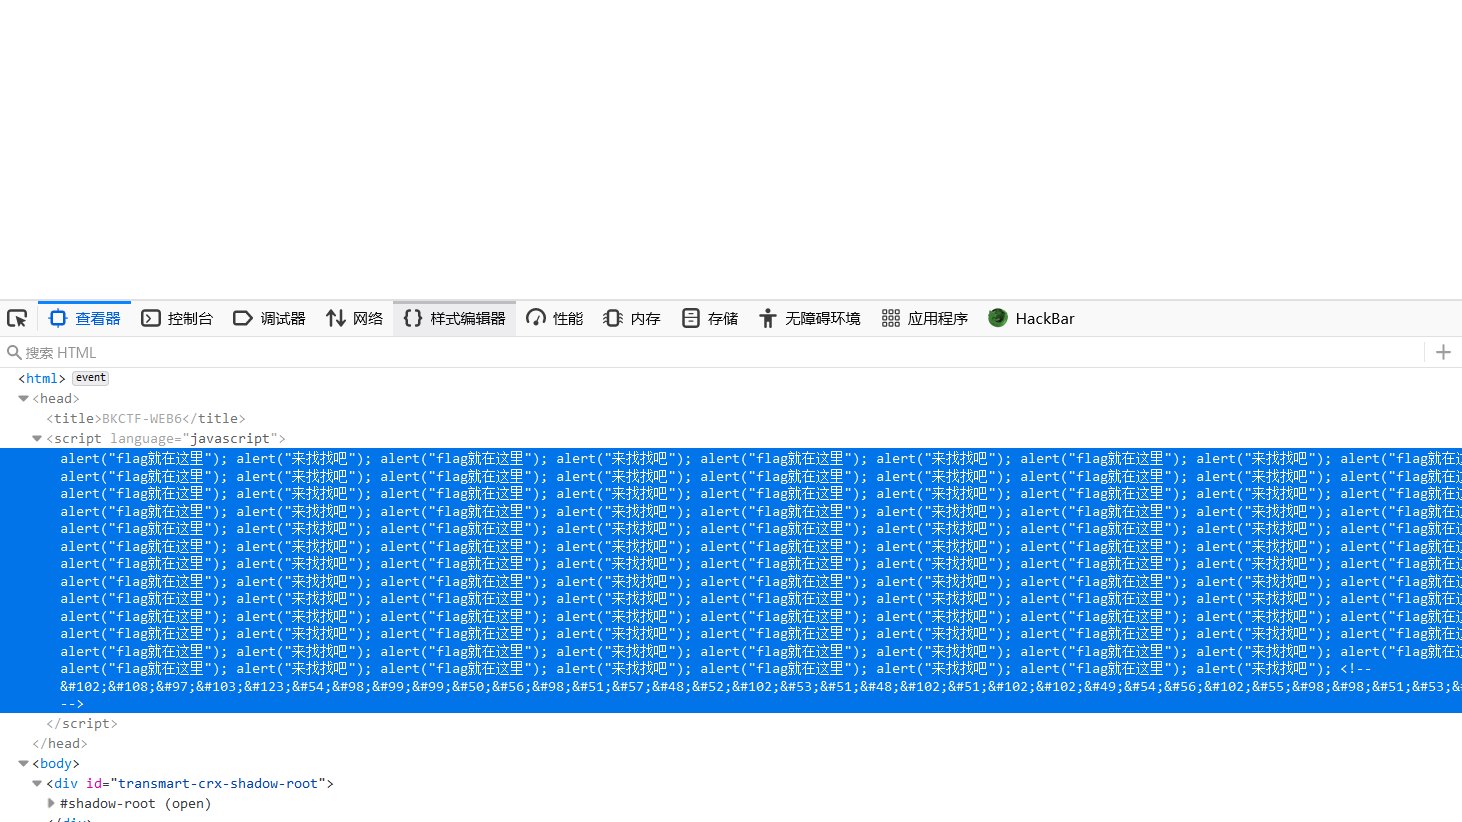 查看器 控制台 调试器 网络 {} 样式编辑器 性能 内存 存储 无障碍环境 应用程序 HackBar
搜索 HTML
<html> event
<head>
<title>BKCTF-WEB6</title>
<script language="javascript">
alert("flag就在这里"); alert("来找找吧"); alert("flag就在这里"); alert("来找找吧"); alert("flag就在这里"); alert("来找找吧"); alert("flag就在这里"); alert("来找找吧"); alert("flag就在这
alert("flag就在这里"); alert("来找找吧"); alert("flag就在这里"); alert("来找找吧"); alert("flag就在这里"); alert("来找找吧"); alert("flag就在这里"); alert("来找找吧"); alert("flag就在这
alert("flag就在这里"); alert("来找找吧"); alert("flag就在这里"); alert("来找找吧"); alert("flag就在这里"); alert("来找找吧"); alert("flag就在这里"); alert("来找找吧"); alert("flag就在这
alert("flag就在这里"); alert("来找找吧"); alert("flag就在这里"); alert("来找找吧"); alert("flag就在这里"); alert("来找找吧"); alert("flag就在这里"); alert("来找找吧"); alert("flag就在这
alert("flag就在这里"); alert("来找找吧"); alert("flag就在这里"); alert("来找找吧"); alert("flag就在这里"); alert("来找找吧"); alert("flag就在这里"); alert("来找找吧"); alert("flag就在这
alert("flag就在这里"); alert("来找找吧"); alert("flag就在这里"); alert("来找找吧"); alert("flag就在这里"); alert("来找找吧"); alert("flag就在这里"); alert("来找找吧"); alert("flag就在这
alert("flag就在这里"); alert("来找找吧"); alert("flag就在这里"); alert("来找找吧"); alert("flag就在这里"); alert("来找找吧"); alert("flag就在这里"); alert("来找找吧"); alert("flag就在这
alert("flag就在这里"); alert("来找找吧"); alert("flag就在这里"); alert("来找找吧"); alert("flag就在这里"); alert("来找找吧"); alert("flag就在这里"); alert("来找找吧"); alert("flag就在这
alert("flag就在这里"); alert("来找找吧"); alert("flag就在这里"); alert("来找找吧"); alert("flag就在这里"); alert("来找找吧"); alert("flag就在这里"); alert("来找找吧"); alert("flag就在这
alert("flag就在这里"); alert("来找找吧"); alert("flag就在这里"); alert("来找找吧"); alert("flag就在这里"); alert("来找找吧"); alert("flag就在这里"); alert("来找找吧"); alert("flag就在这
alert("flag就在这里"); alert("来找找吧"); alert("flag就在这里"); alert("来找找吧"); alert("flag就在这里"); alert("来找找吧"); alert("flag就在这里"); alert("来找找吧"); alert("flag就在这
alert("flag就在这里"); alert("来找找吧"); alert("flag就在这里"); alert("来找找吧"); alert("flag就在这里"); alert("来找找吧"); alert("flag就在这里"); alert("来找找吧"); alert("flag就在这
alert("flag就在这里"); alert("来找找吧"); alert("flag就在这里"); alert("来找找吧"); alert("flag就在这里"); alert("来找找吧"); alert("flag就在这里"); alert("来找找吧"); <!--
&#102;&#108;&#97;&#103;&#123;&#54;&#98;&#99;&#99;&#50;&#56;&#98;&#51;&#57;&#48;&#52;&#102;&#53;&#51;&#48;&#102;&#51;&#102;&#102;&#49;&#54;&#56;&#102;&#55;&#98;&#98;&#51;&#53;&#
-->
</script>
</head>
<body>
<div id="transmart-crx-shadow-root">
#shadow-root (open)